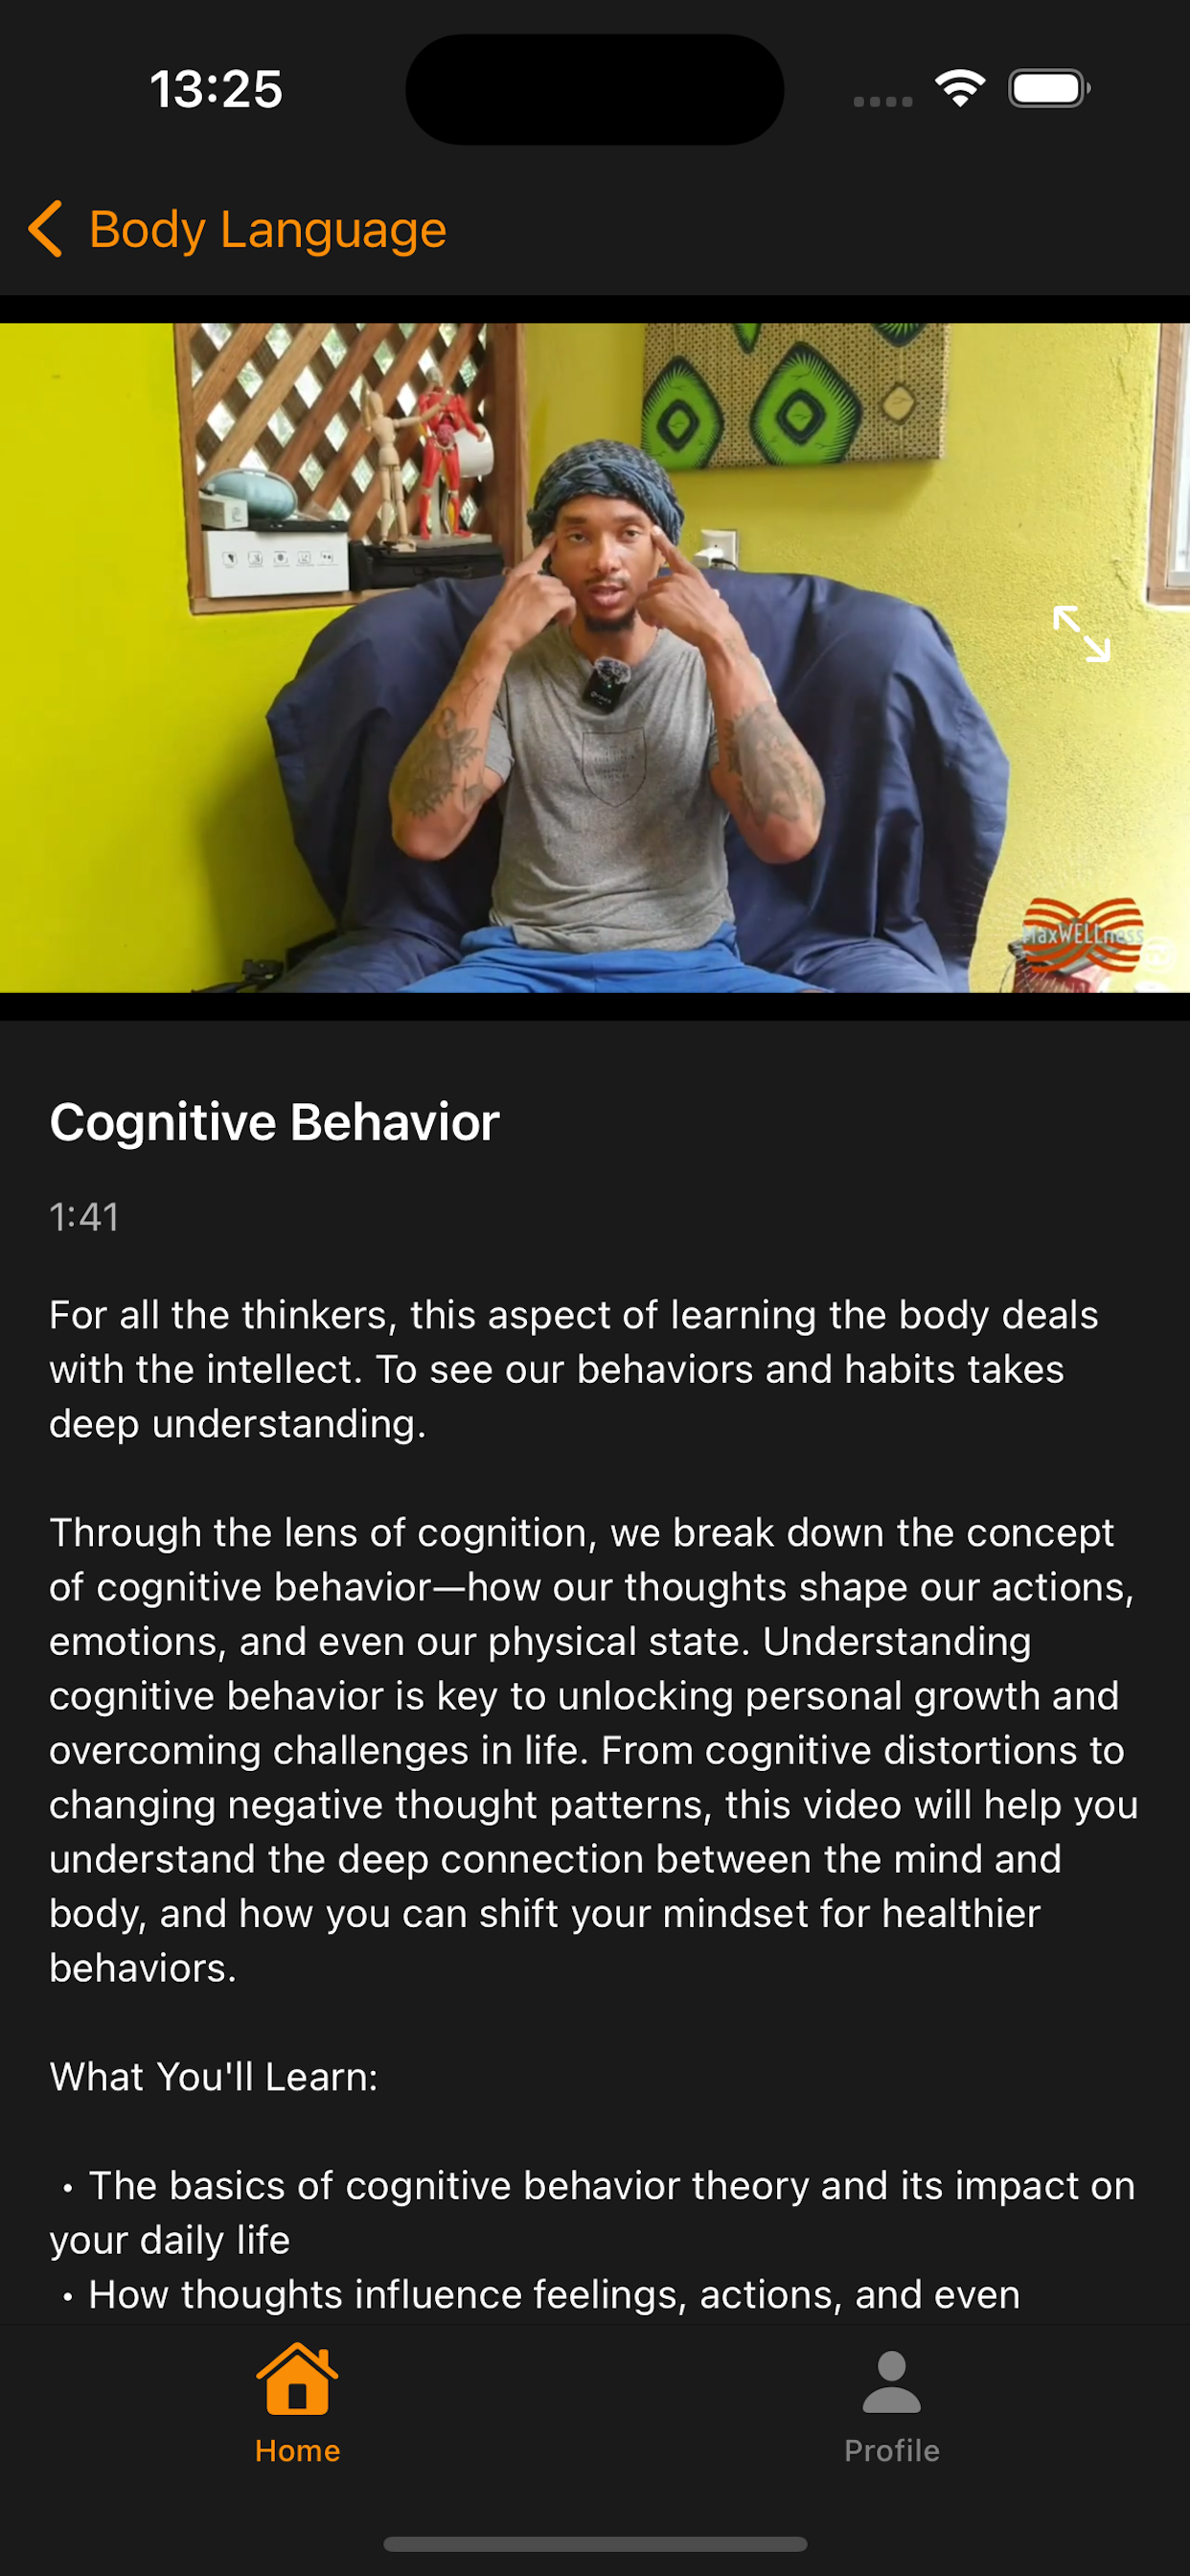 13:25
Body Language
MaxWELLness
Cognitive Behavior
1:41
For all the thinkers, this aspect of learning the body deals
with the intellect. To see our behaviors and habits takes
deep understanding.
Through the lens of cognition, we break down the concept
of cognitive behavior—how our thoughts shape our actions,
emotions, and even our physical state. Understanding
cognitive behavior is key to unlocking personal growth and
overcoming challenges in life. From cognitive distortions to
changing negative thought patterns, this video will help you
understand the deep connection between the mind and
body, and how you can shift your mindset for healthier
behaviors.
What You'll Learn:
• The basics of cognitive behavior theory and its impact on
your daily life
• How thoughts influence feelings, actions, and even
Home
Profile